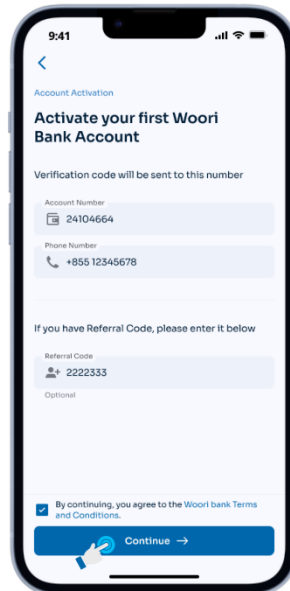 9:41
Account Activation
Activate your first Woori
Bank Account
Verification code will be sent to this number
Account Number
24104664
Phone Number
+855 12345678
If you have Referral Code, please enter it below
Referral Code
2222333
Optional
By continuing, you agree to the Woori bank Terms
and Conditions.
Continue →